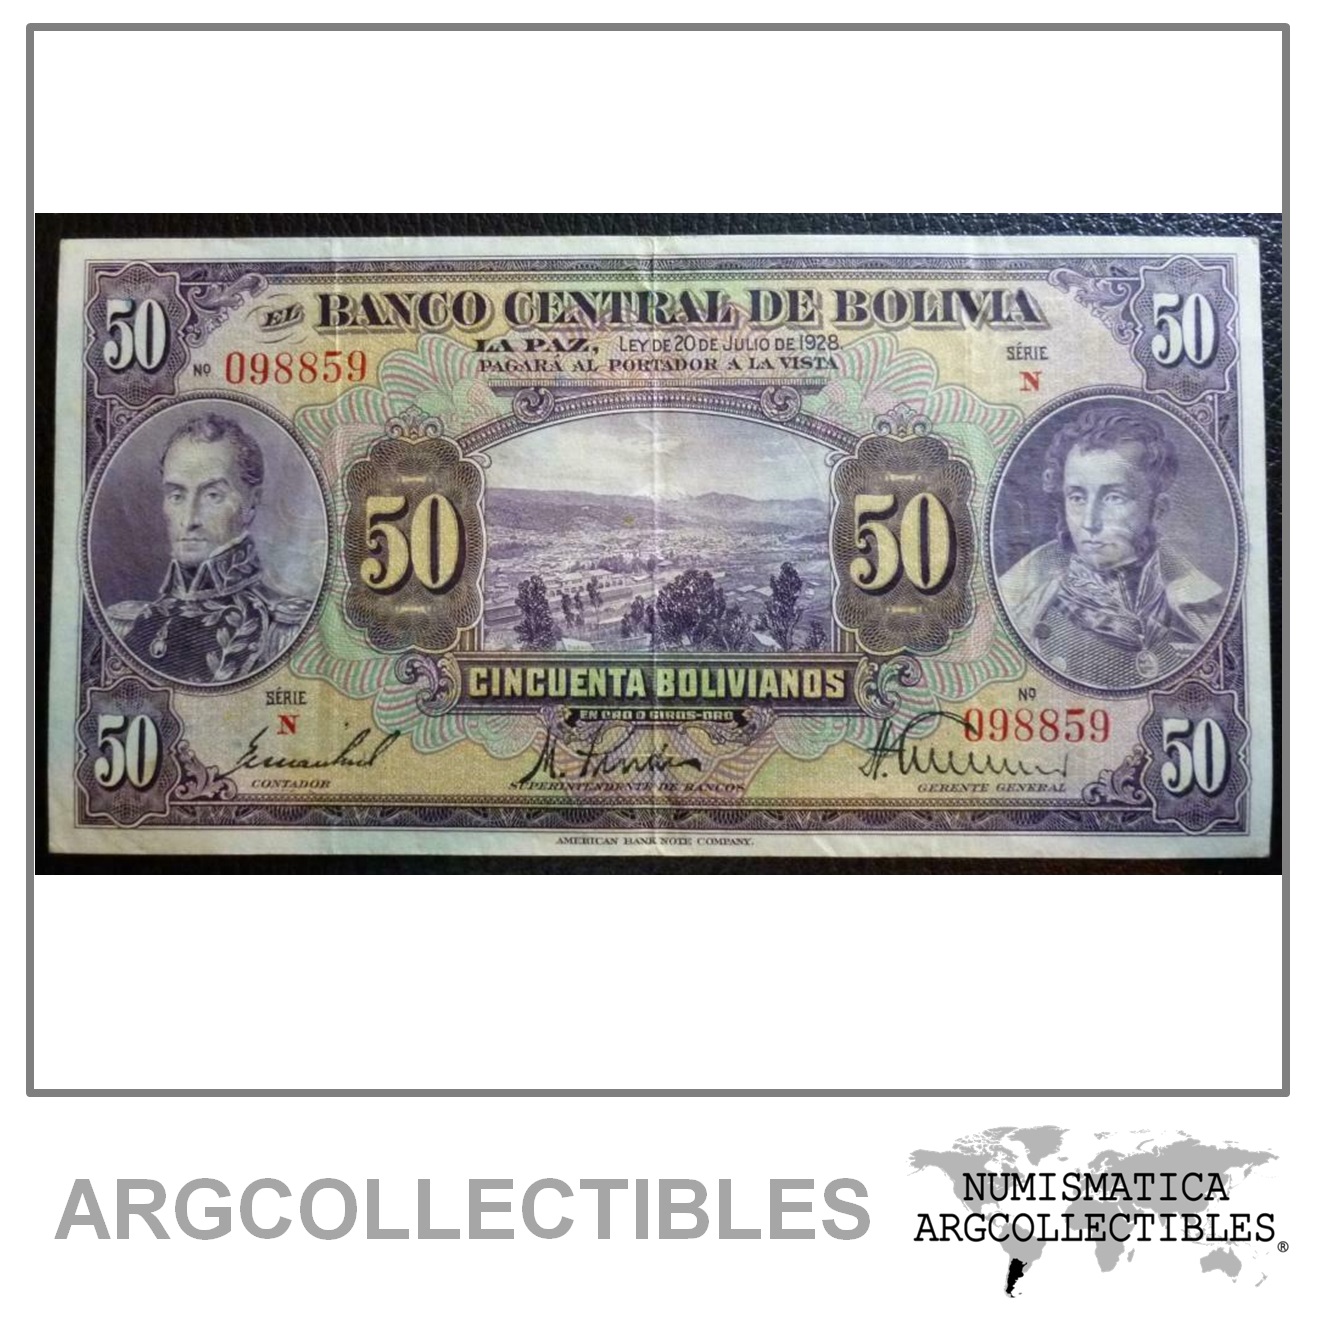 50
EL BANCO CENTRAL DE BOLIVIA
50
LA PAZ, LEY DE 20 DE JULIO DE 1928.
Nº 098859
PAGARÁ AL PORTADOR A LA VISTA
SÉRIE
N
50
50
CINCUENTA BOLIVIANOS
EN ORO O GIROS-ORO
SÉRIE
N
Nº
098859
50
CONTADOR
SUPERINTENDENTE DE BANCOS
GERENTE GENERAL
50
AMERICAN BANK NOTE COMPANY.
ARGCOLLECTIBLES
NUMISMATICA
ARGCOLLECTIBLES®